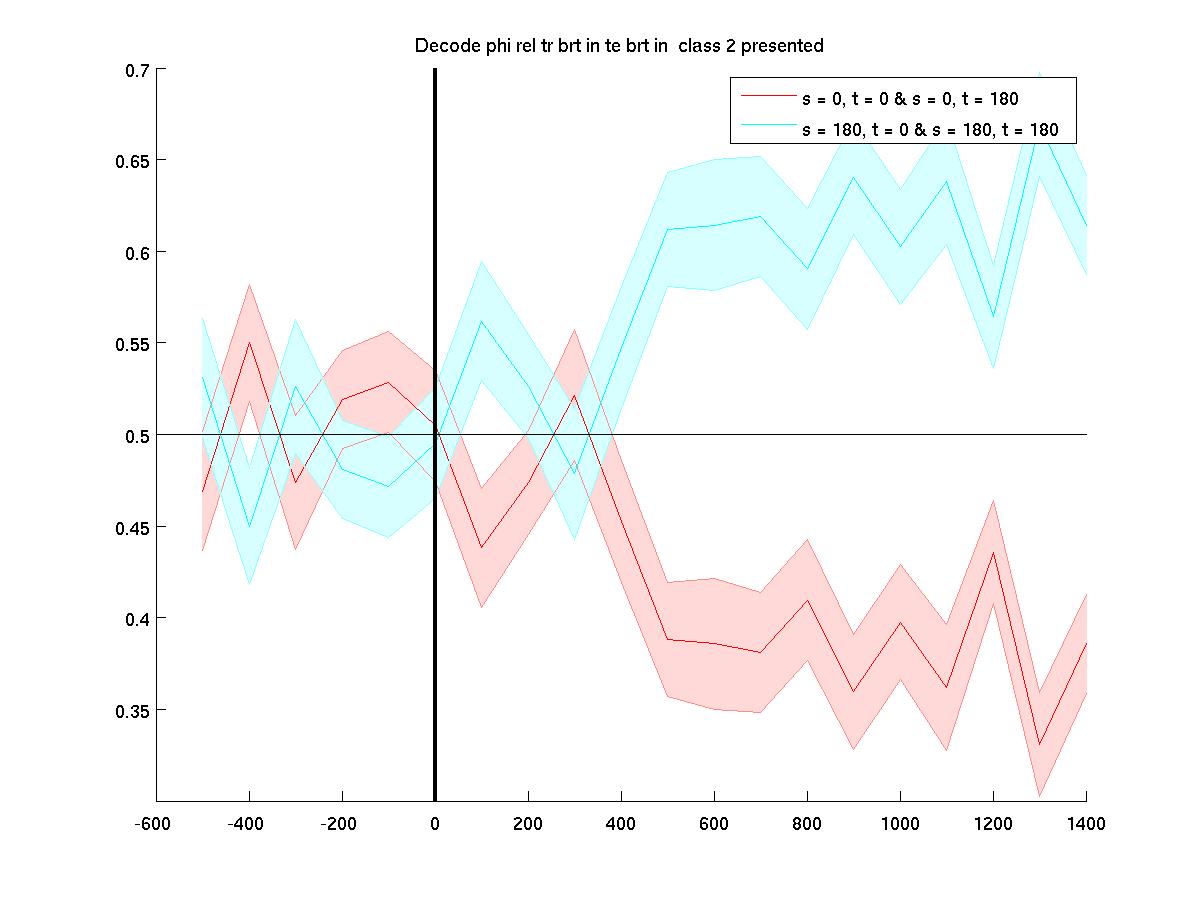 Decode phi rel tr brt in te brt in  class 2 presented
s = 0, t = 0 & s = 0, t = 180
s = 180, t = 0 & s = 180, t = 180
0.7
0.65
0.6
0.55
0.5
0.45
0.4
0.35
-600 -400 -200 0 200 400 600 800 1000 1200 1400